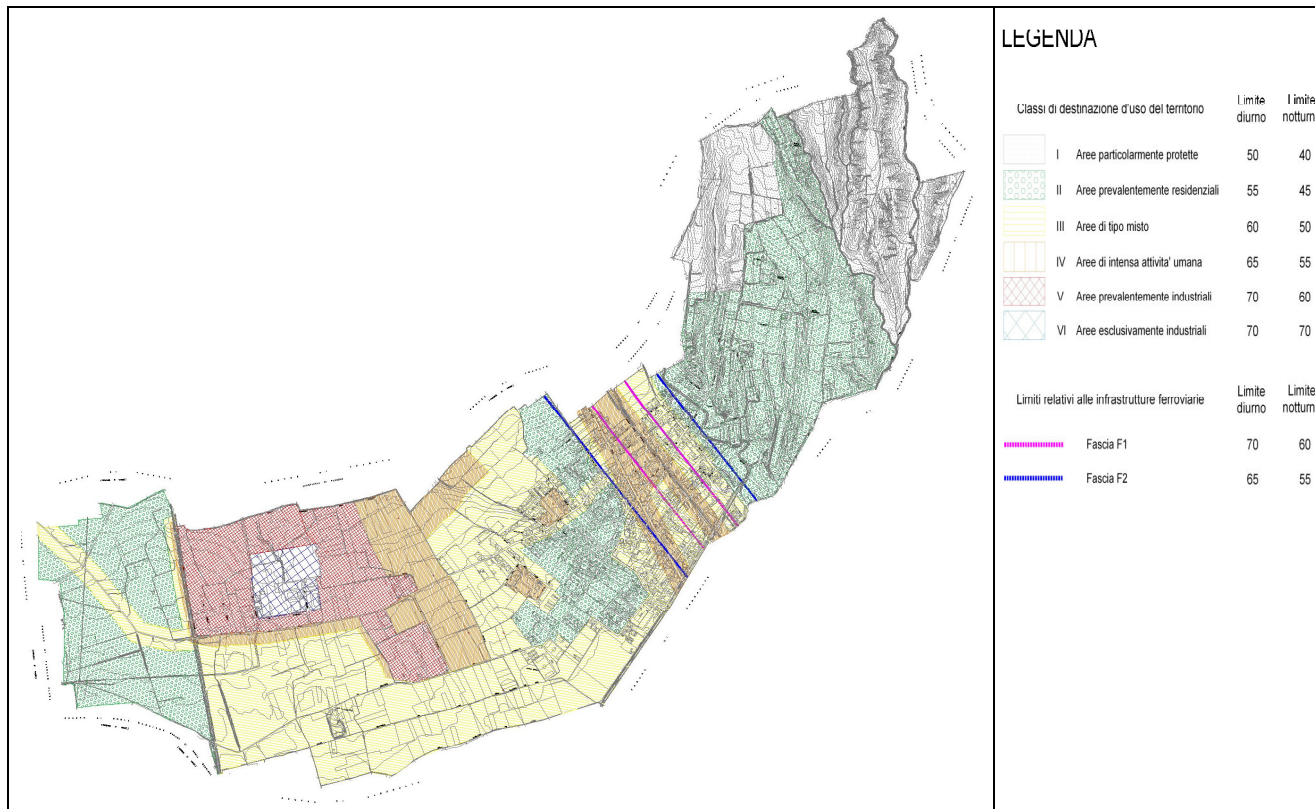 LEGENDA
Classi di destinazione d'uso del territorio Limite diurno Limite notturn
I Aree particolarmente protette 50 40
II Aree prevalentemente residenziali 55 45
III Aree di tipo misto 60 50
IV Aree di intensa attivita' umana 65 55
V Aree prevalentemente industriali 70 60
VI Aree esclusivamente industriali 70 70
Limiti relativi alle infrastrutture ferroviarie Limite diurno Limite notturn
Fascia F1 70 60
Fascia F2 65 55